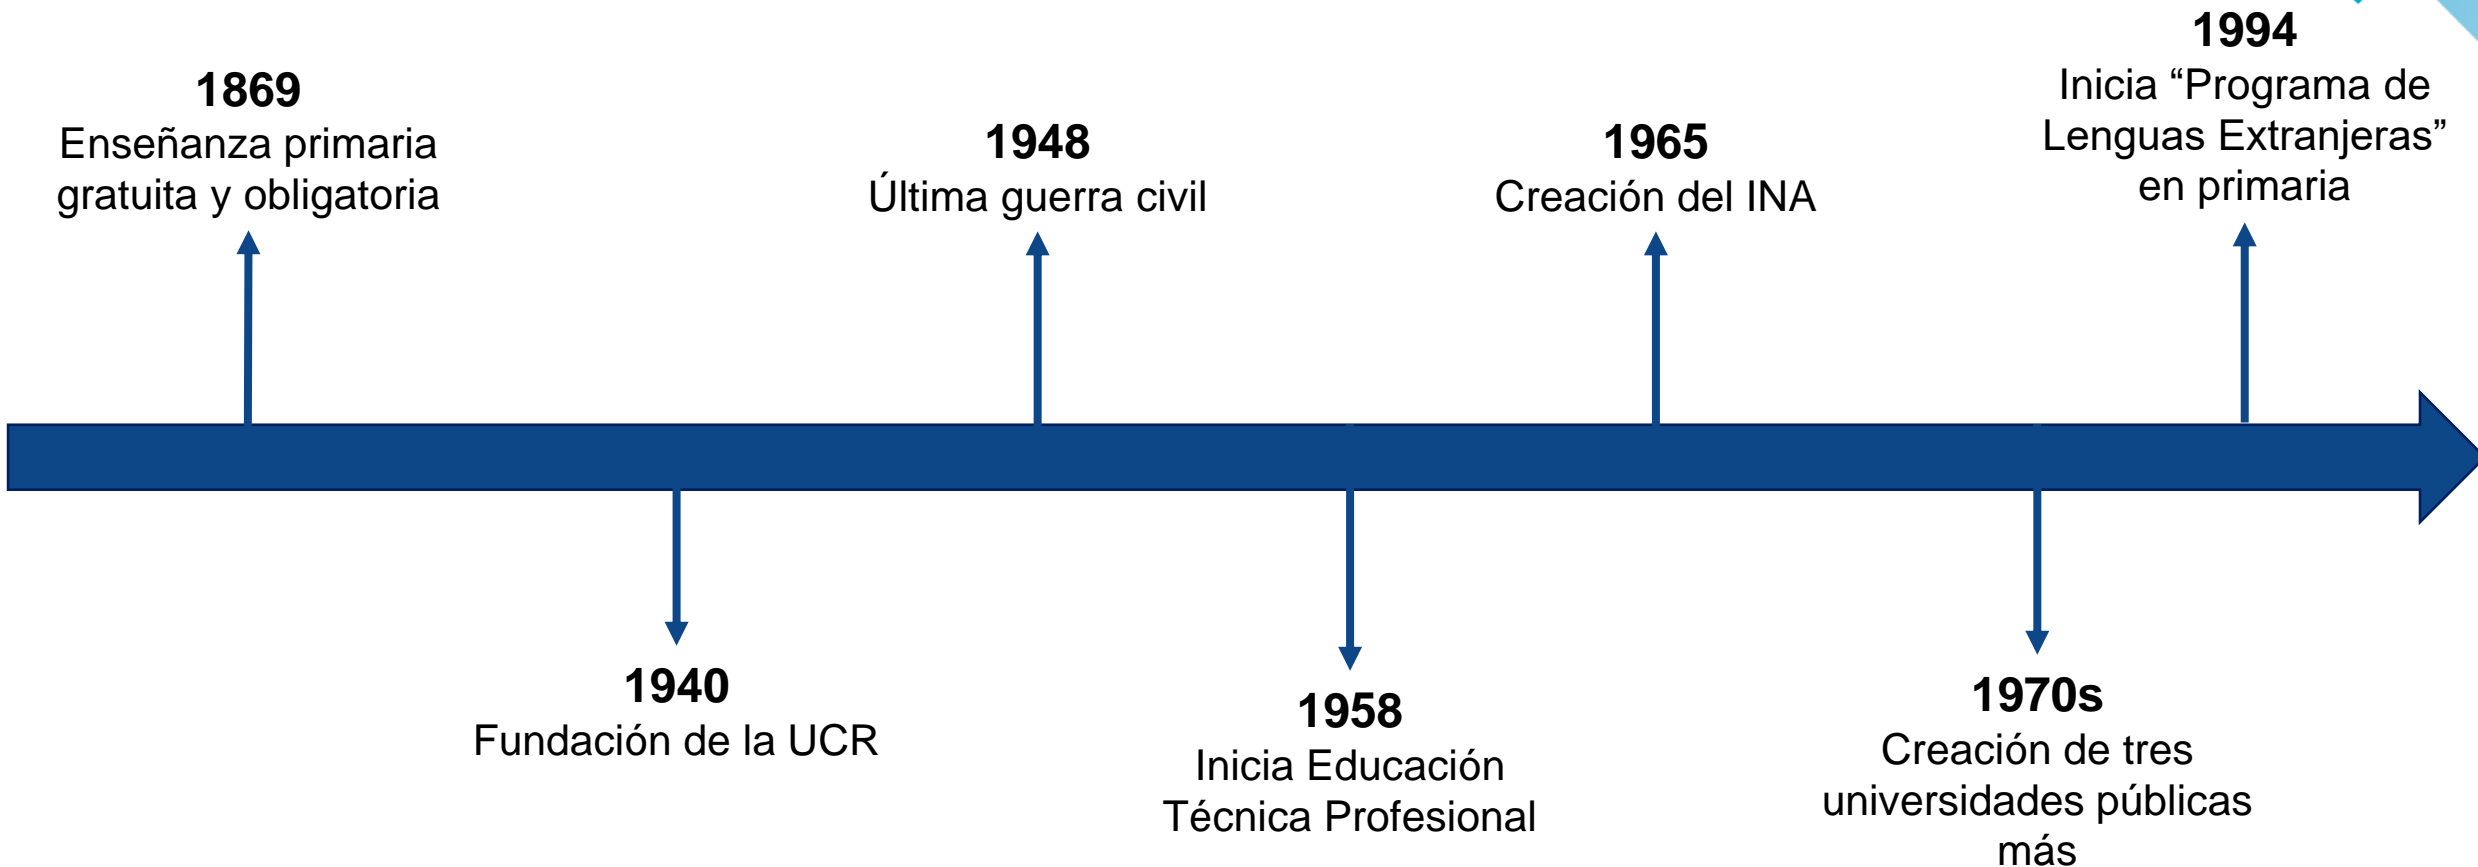 1869
Enseñanza primaria
gratuita y obligatoria
1940
Fundación de la UCR
1948
Última guerra civil
1958
Inicia Educación
Técnica Profesional
1965
Creación del INA
1970s
Creación de tres
universidades públicas
más
1994
Inicia “Programa de
Lenguas Extranjeras”
en primaria